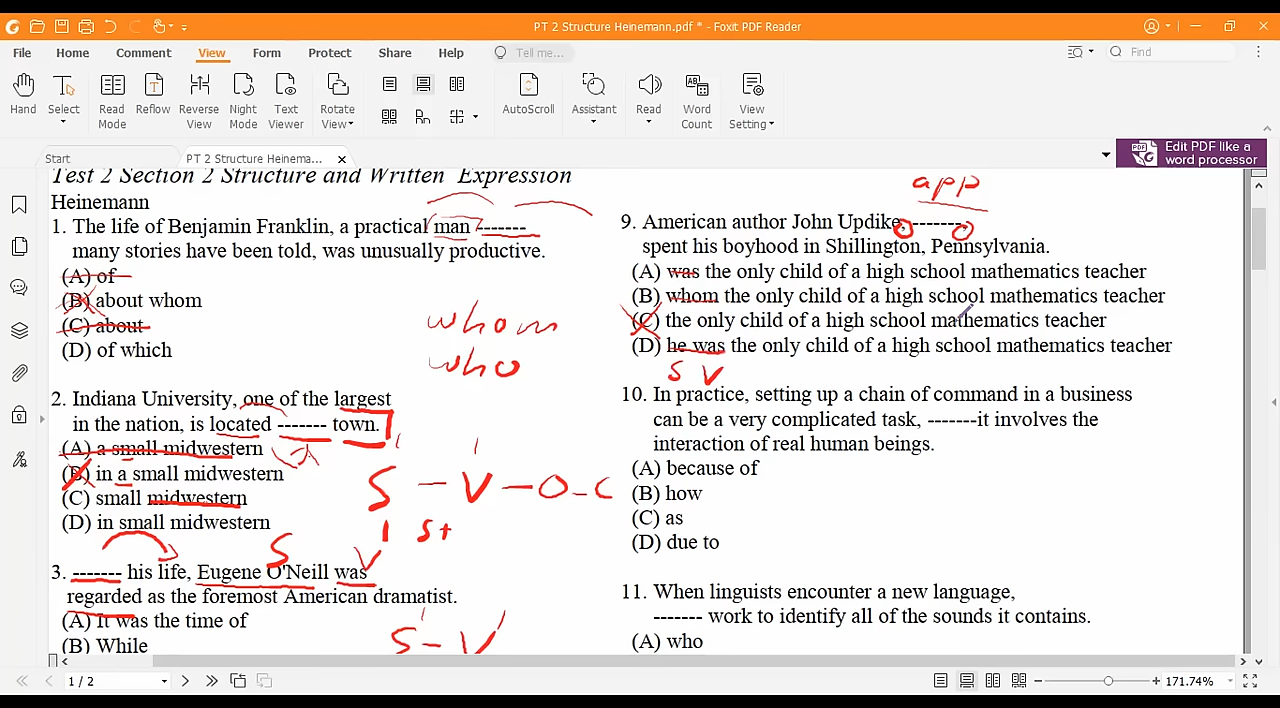 PT 2 Structure Heinemann.pdf * - Foxit PDF Reader
File Home Comment View Form Protect Share Help Tell me... Find
Hand Select Read Mode Reflow Reverse View Night Mode Text Viewer Rotate View AutoScroll Assistant Read Word Count View Setting
Start PT 2 Structure Heinema... Edit PDF like a word processor
Test 2 Section 2 Structure and Written Expression
Heinemann
1. The life of Benjamin Franklin, a practical man -------
many stories have been told, was unusually productive.
(A) of
(B) about whom
(C) about
(D) of which
whom
who
2. Indiana University, one of the largest
in the nation, is located ------- town.
(A) a small midwestern
(B) in a small midwestern
(C) small midwestern
(D) in small midwestern
S - V - O - C
S +
S V
3. ------- his life, Eugene O'Neill was
regarded as the foremost American dramatist.
(A) It was the time of
(B) While
S - V
app
9. American author John Updike, -------
spent his boyhood in Shillington, Pennsylvania.
(A) was the only child of a high school mathematics teacher
(B) whom the only child of a high school mathematics teacher
(C) the only child of a high school mathematics teacher
(D) he was the only child of a high school mathematics teacher
S V
10. In practice, setting up a chain of command in a business
can be a very complicated task, -------it involves the
interaction of real human beings.
(A) because of
(B) how
(C) as
(D) due to
11. When linguists encounter a new language,
------- work to identify all of the sounds it contains.
(A) who
1 / 2 171.74%